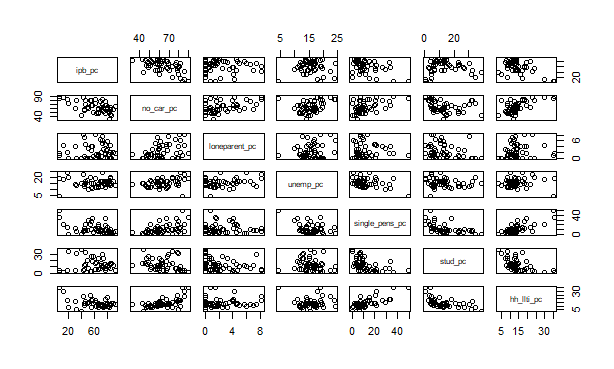 40 70
5 15 25
0 20
ipb_pc
20
40 90
no_car_pc
loneparent_pc
0 6
5 20
unemp_pc
single_pens_pc
0 40
0 30
stud_pc
hh_llti_pc
5 30
20 60
0 4 8
0 20 40
5 15 30